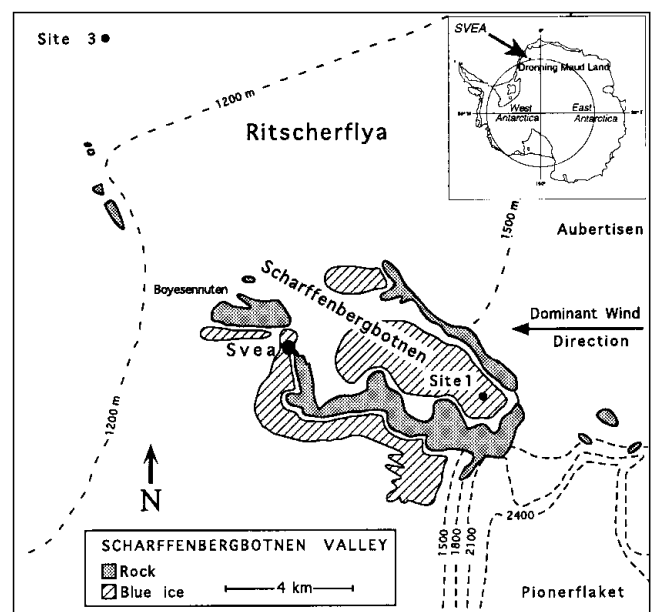 Site 3
SVEA
Dronning Maud Land
West
Antarctica
East
Antarctica
1200 m
Ritscherflya
1500 m
Aubertisen
Boyesennuten
Scharffenbergbotnen
Dominant Wind
Direction
Svea
Site 1
1200 m
N
1500
1800
2100
2400
SCHARFFENBERGBOTNEN VALLEY
Rock
Blue ice
4 km
Pionerflaket